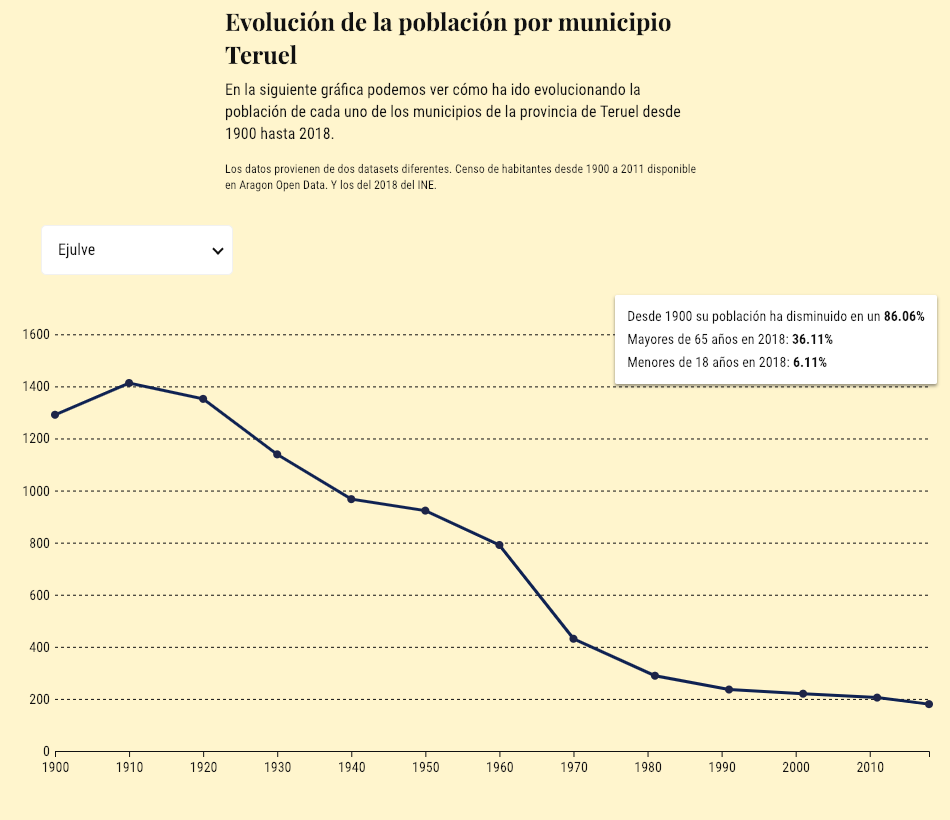 Evolución de la población por municipio
Teruel
En la siguiente gráfica podemos ver cómo ha ido evolucionando la
población de cada uno de los municipios de la provincia de Teruel desde
1900 hasta 2018.
Los datos provienen de dos datasets diferentes. Censo de habitantes desde 1900 a 2011 disponible
en Aragon Open Data. Y los del 2018 del INE.
Ejulve
Desde 1900 su población ha disminuido en un 86.06%
Mayores de 65 años en 2018: 36.11%
Menores de 18 años en 2018: 6.11%
1600
1400
1200
1000
800
600
400
200
0
1900 1910 1920 1930 1940 1950 1960 1970 1980 1990 2000 2010